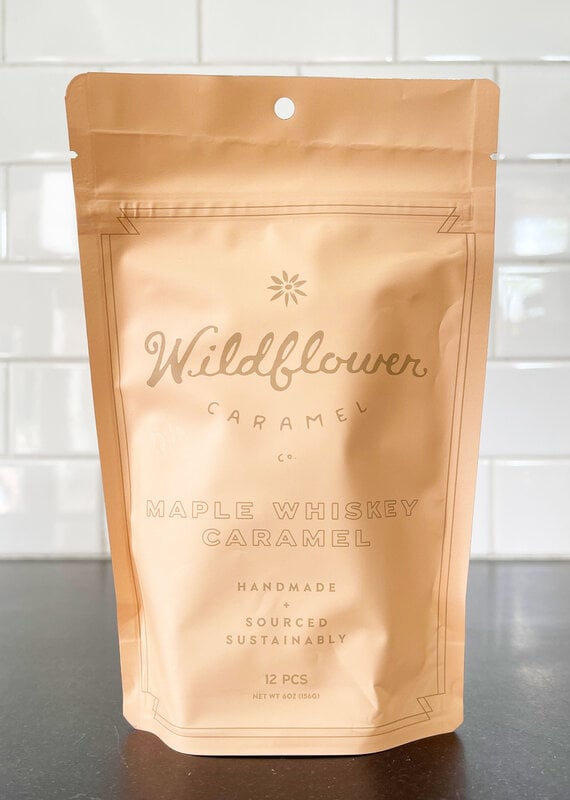 Wildflower
CARAMEL
Co.
MAPLE WHISKEY
CARAMEL
HANDMADE
+
SOURCED
SUSTAINABLY
12 PCS
NET WT 6OZ (156G)